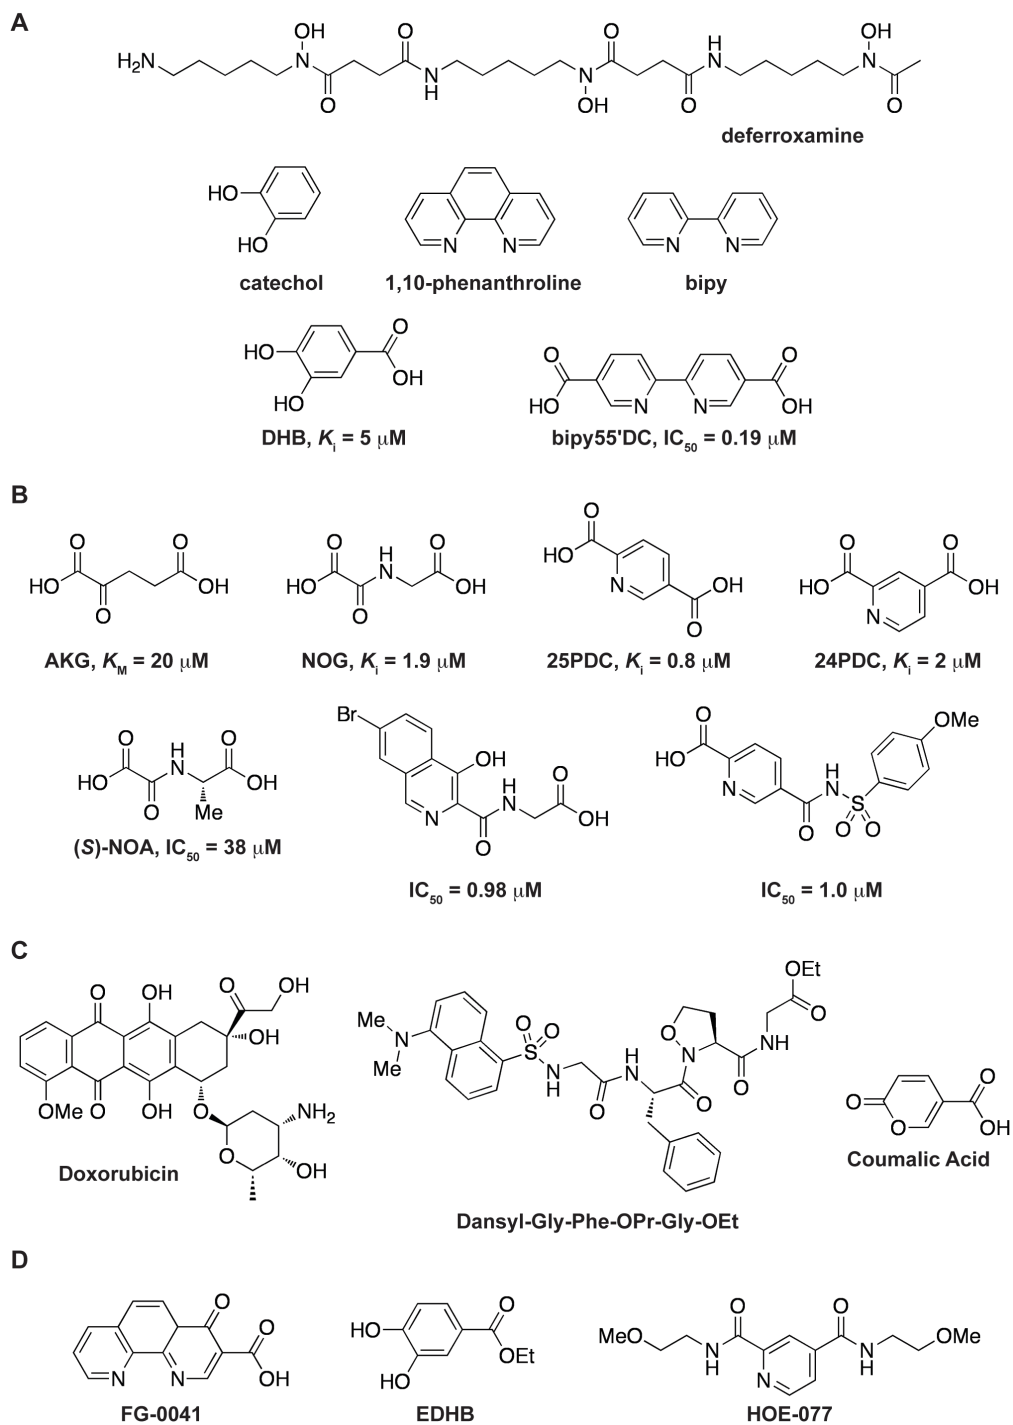 A
OH O H OH
H₂N N N N N N
O H OH O O
deferroxamine
HO
HO
N N
N N
catechol 1,10-phenanthroline bipy
HO O
HO OH
DHB, Kᵢ = 5 μM
O O
HO N N OH
bipy55'DC, IC₅₀ = 0.19 μM
B
O O
HO OH
O
AKG, K_M = 20 μM
O H O
HO N OH
O
NOG, Kᵢ = 1.9 μM
O
HO
N OH
O
25PDC, Kᵢ = 0.8 μM
O O
HO OH
N
24PDC, Kᵢ = 2 μM
O H O
HO N OH
O Me
(S)-NOA, IC₅₀ = 38 μM
Br
OH
H O
N OH
N
O
IC₅₀ = 0.98 μM
O OMe
HO
N H
N
S
O O O
IC₅₀ = 1.0 μM
C
O OH O OH
OH
OMe O OH
O NH₂
O OH
Doxorubicin
OEt
O
Me
N
Me
O O
S
N
H
O
H
N
O
O
N
O
NH
Dansyl-Gly-Phe-OPr-Gly-OEt
O O O
OH
Coumalic Acid
D
O O
OH
N N
FG-0041
HO O
HO OEt
EDHB
O O
MeO OMe
N N
H H
N
HOE-077